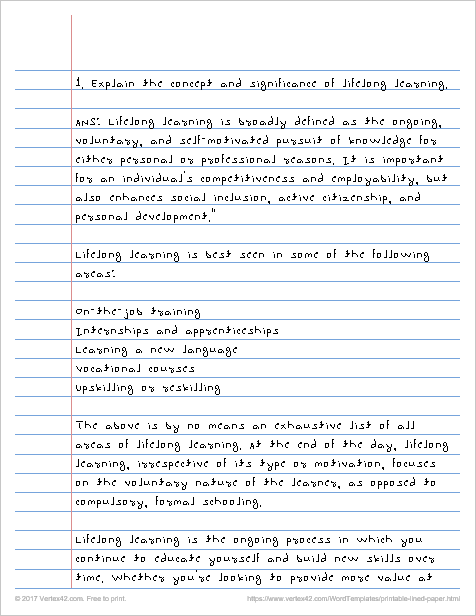 1. Explain the concept and significance of lifelong learning.
ANS: Lifelong learning is broadly defined as the ongoing,
voluntary, and self-motivated pursuit of knowledge for
either personal or professional reasons. It is important
for an individual's competitiveness and employability, but
also enhances social inclusion, active citizenship, and
personal development."
Lifelong learning is best seen in some of the following
areas:
On-the-job training
Internships and apprenticeships
Learning a new language
Vocational courses
Upskilling or reskilling
The above is by no means an exhaustive list of all
areas of lifelong learning. At the end of the day, lifelong
learning, irrespective of its type or motivation, focuses
on the voluntary nature of the learner, as opposed to
compulsory, formal schooling.
Lifelong learning is the ongoing process in which you
continue to educate yourself and build new skills over
time. Whether you're looking to provide more value at
© 2017 Vertex42.com. Free to print. https://www.vertex42.com/WordTemplates/printable-lined-paper.html